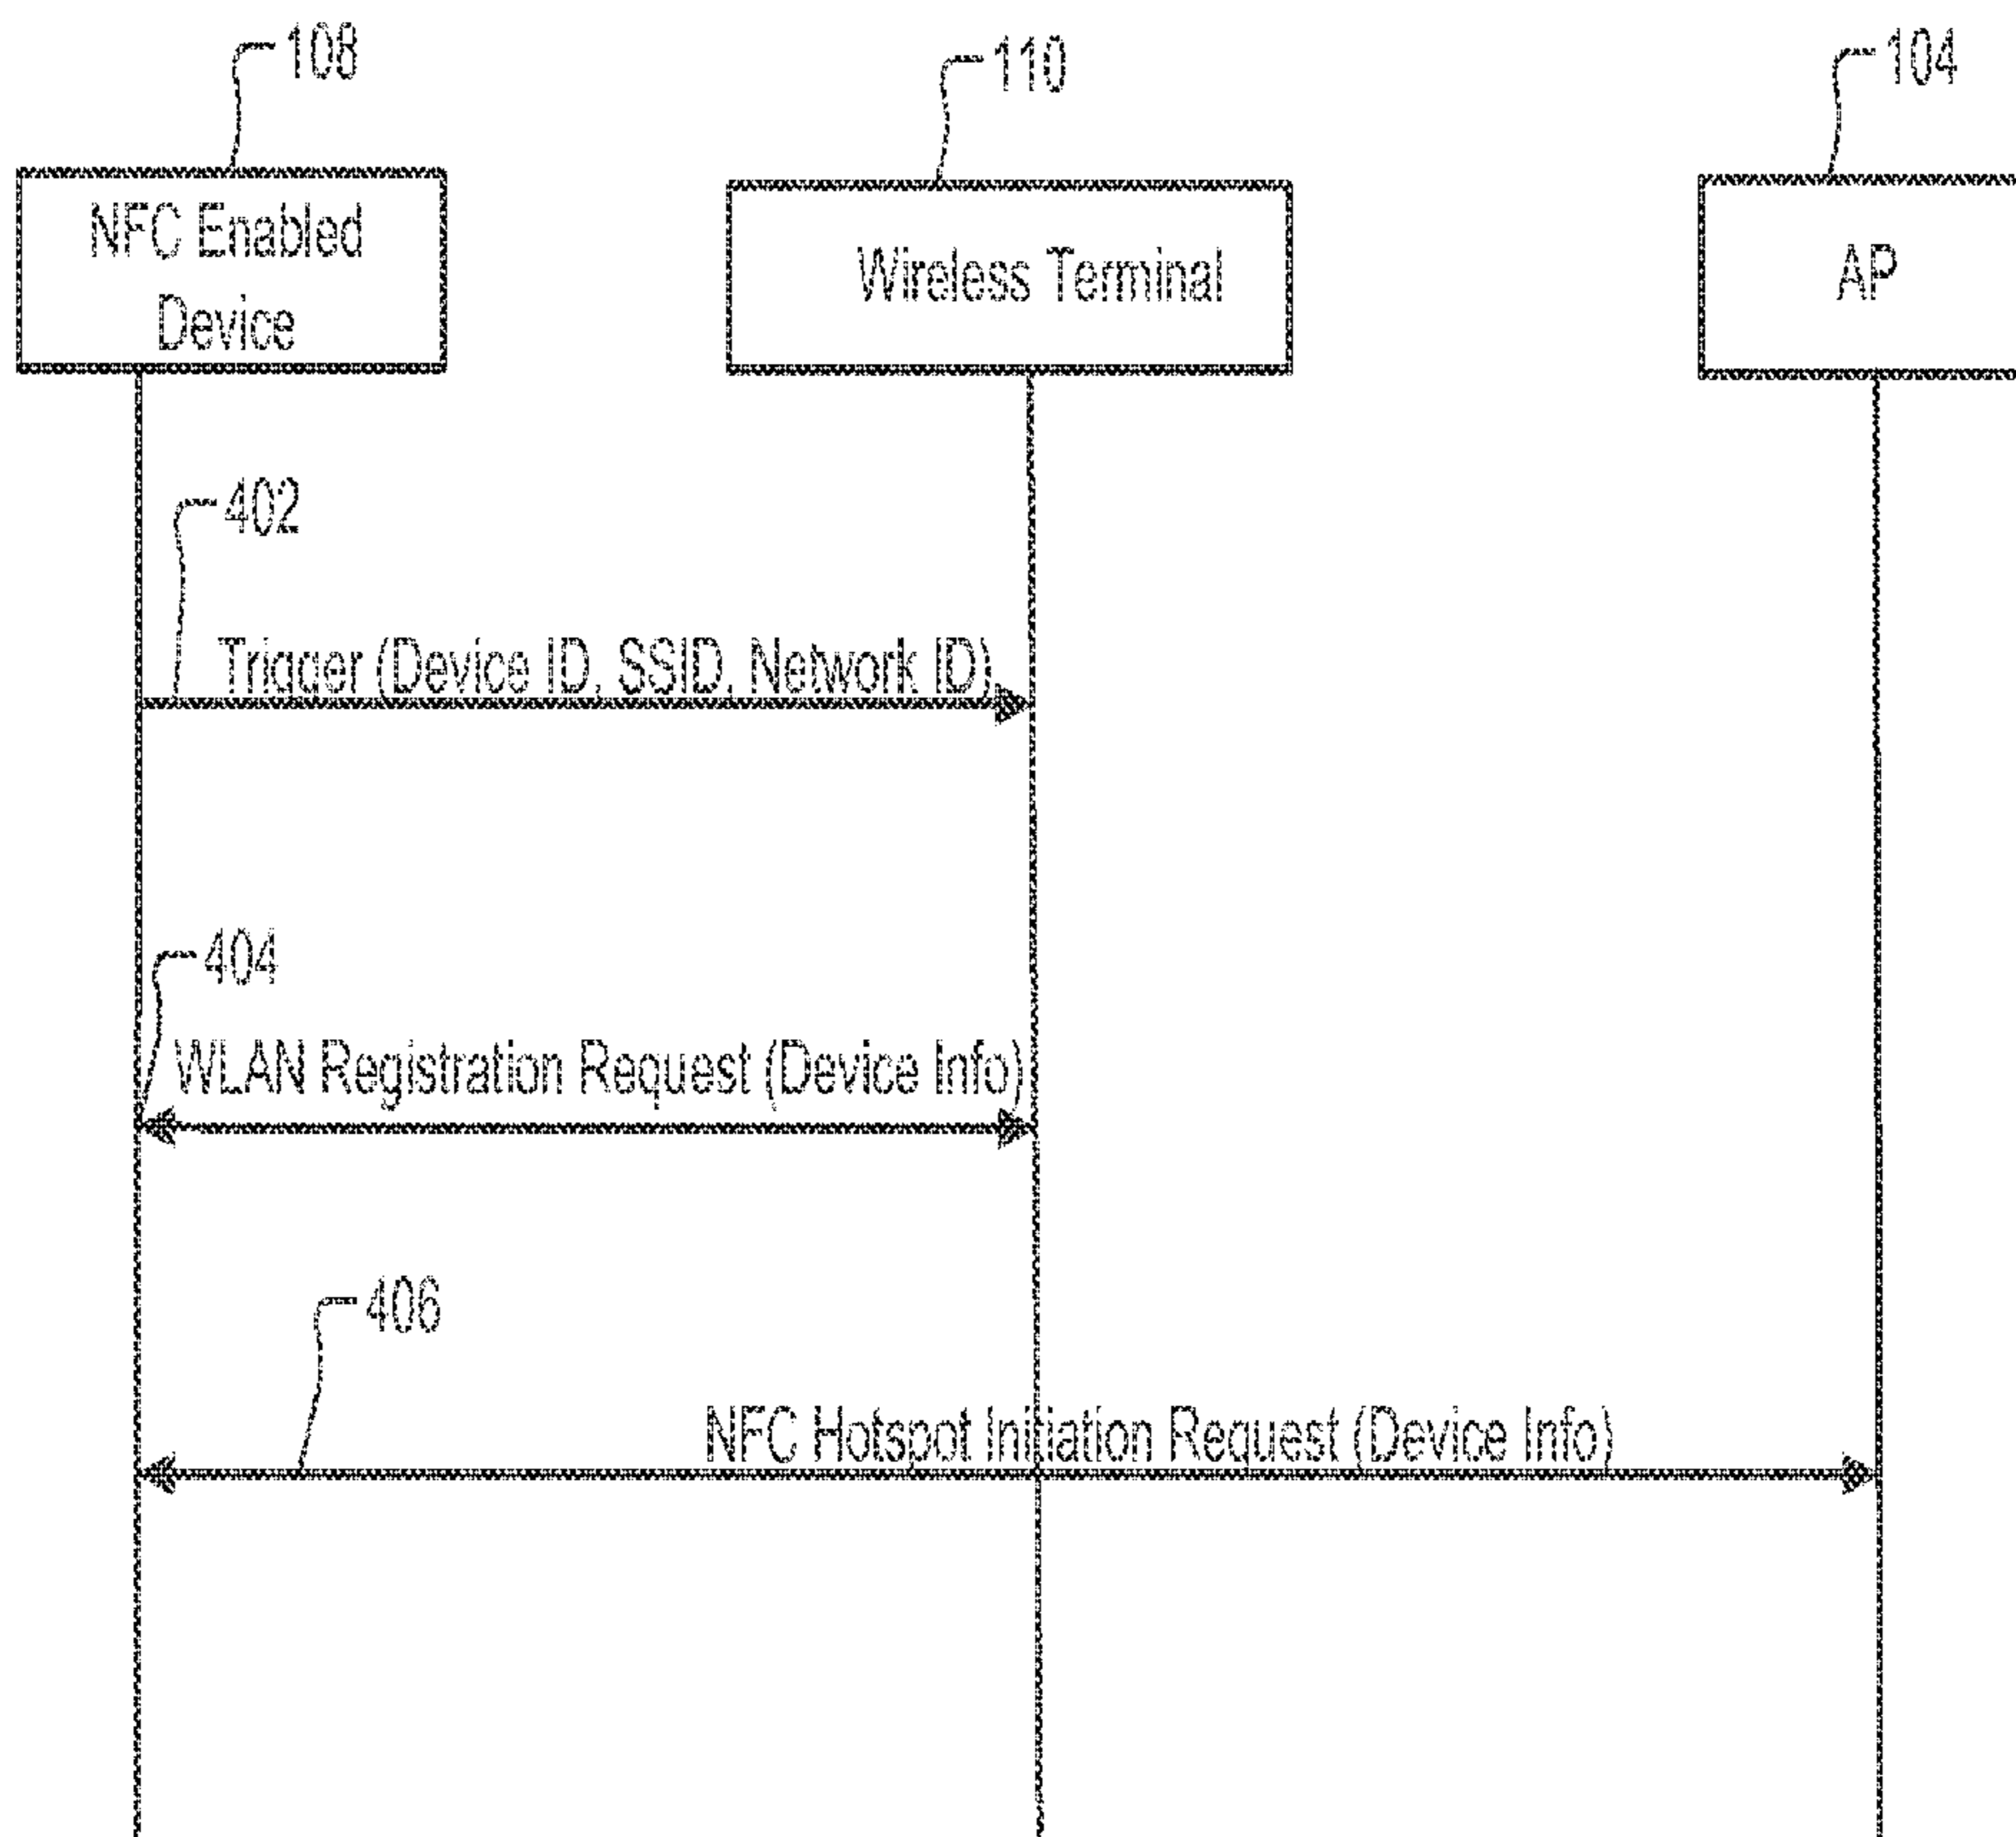 108
110
104
NFC Enabled
Device
Wireless Terminal
AP
402
Trigger (Device ID, SSID, Network ID)
404
WLAN Registration Request (Device Info)
406
NFC Hotspot Initiation Request (Device Info)